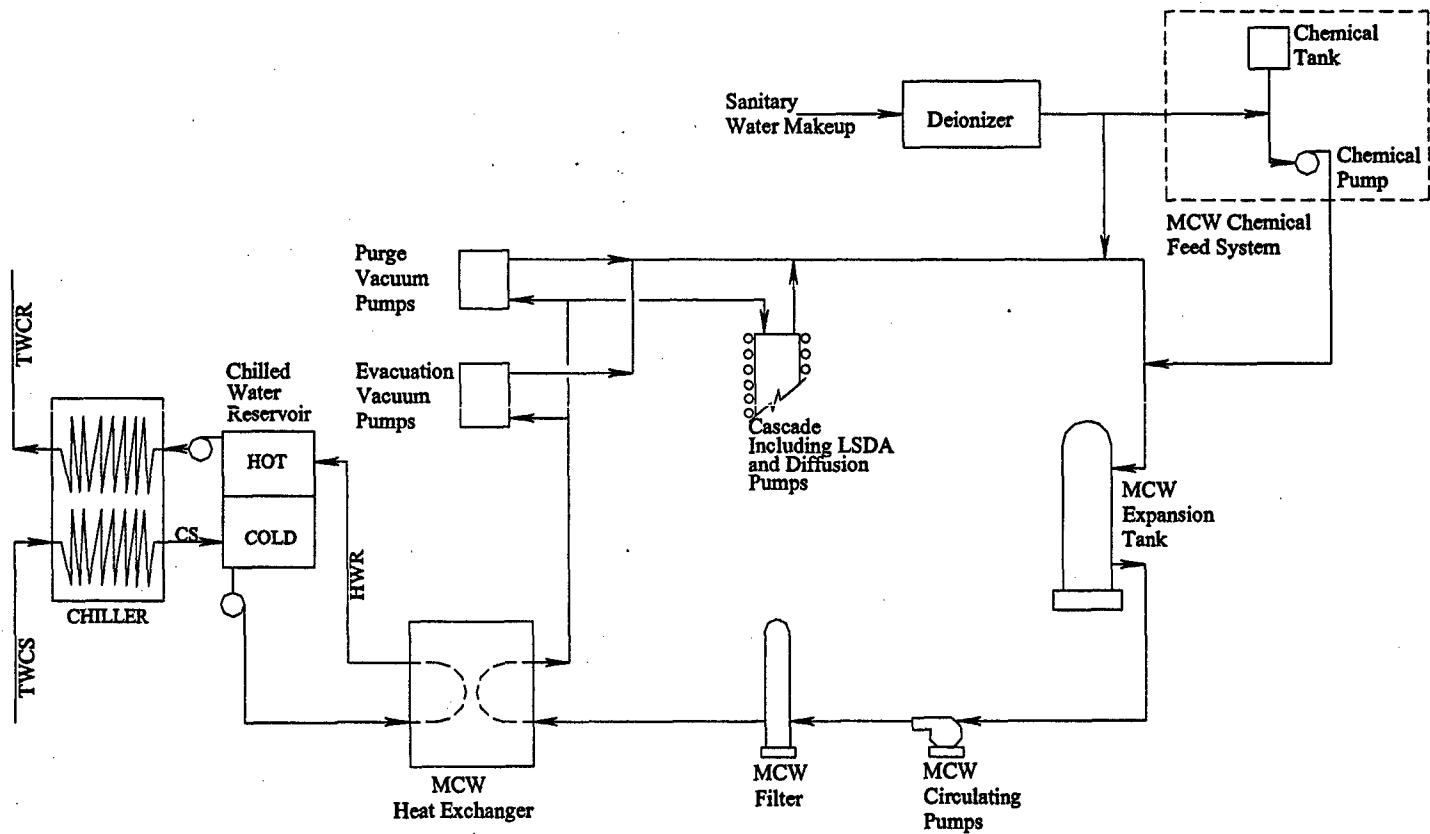 Chemical
Tank
Sanitary
Water Makeup
Deionizer
Chemical
Pump
MCW Chemical
Feed System
Purge
Vacuum
Pumps
TWCR
Evacuation
Vacuum
Pumps
Chilled
Water
Reservoir
HOT
COLD
CS
CHILLER
TWCS
HWR
Cascade
Including LSDA
and Diffusion
Pumps
MCW
Expansion
Tank
MCW
Heat Exchanger
MCW
Filter
MCW
Circulating
Pumps